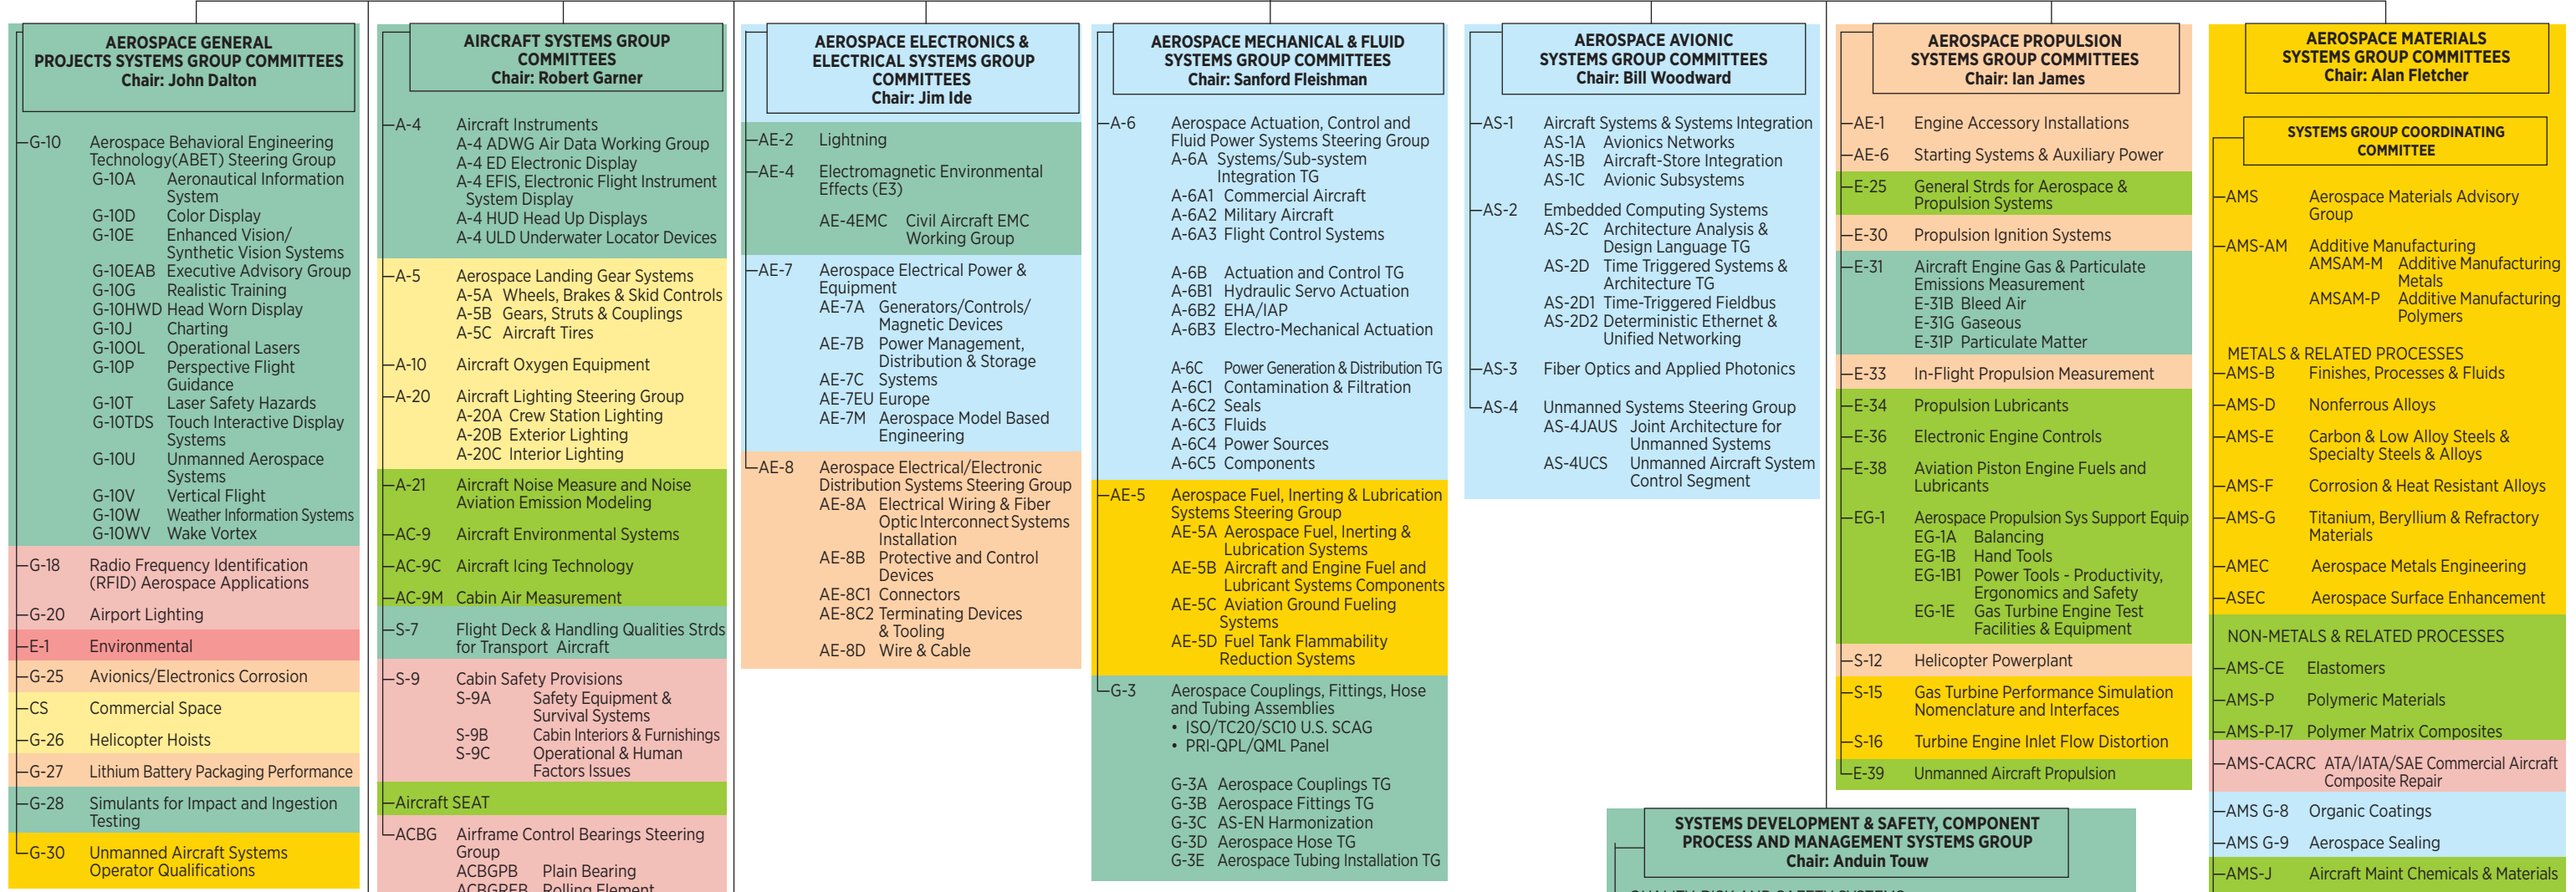 AEROSPACE GENERAL
PROJECTS SYSTEMS GROUP COMMITTEES
Chair: John Dalton
G-10 Aerospace Behavioral Engineering
Technology(ABET) Steering Group
G-10A Aeronautical Information
System
G-10D Color Display
G-10E Enhanced Vision/
Synthetic Vision Systems
G-10EAB Executive Advisory Group
G-10G Realistic Training
G-10HWD Head Worn Display
G-10J Charting
G-10OL Operational Lasers
G-10P Perspective Flight
Guidance
G-10T Laser Safety Hazards
G-10TDS Touch Interactive Display
Systems
G-10U Unmanned Aerospace
Systems
G-10V Vertical Flight
G-10W Weather Information Systems
G-10WV Wake Vortex
G-18 Radio Frequency Identification
(RFID) Aerospace Applications
G-20 Airport Lighting
E-1 Environmental
G-25 Avionics/Electronics Corrosion
CS Commercial Space
G-26 Helicopter Hoists
G-27 Lithium Battery Packaging Performance
G-28 Simulants for Impact and Ingestion
Testing
G-30 Unmanned Aircraft Systems
Operator Qualifications
AIRCRAFT SYSTEMS GROUP
COMMITTEES
Chair: Robert Garner
A-4 Aircraft Instruments
A-4 ADWG Air Data Working Group
A-4 ED Electronic Display
A-4 EFIS, Electronic Flight Instrument
System Display
A-4 HUD Head Up Displays
A-4 ULD Underwater Locator Devices
A-5 Aerospace Landing Gear Systems
A-5A Wheels, Brakes & Skid Controls
A-5B Gears, Struts & Couplings
A-5C Aircraft Tires
A-10 Aircraft Oxygen Equipment
A-20 Aircraft Lighting Steering Group
A-20A Crew Station Lighting
A-20B Exterior Lighting
A-20C Interior Lighting
A-21 Aircraft Noise Measure and Noise
Aviation Emission Modeling
AC-9 Aircraft Environmental Systems
AC-9C Aircraft Icing Technology
AC-9M Cabin Air Measurement
S-7 Flight Deck & Handling Qualities Strds
for Transport Aircraft
S-9 Cabin Safety Provisions
S-9A Safety Equipment &
Survival Systems
S-9B Cabin Interiors & Furnishings
S-9C Operational & Human
Factors Issues
Aircraft SEAT
ACBG Airframe Control Bearings Steering
Group
ACBGPB Plain Bearing
ACBGREB Rolling Element
AEROSPACE ELECTRONICS &
ELECTRICAL SYSTEMS GROUP
COMMITTEES
Chair: Jim Ide
AE-2 Lightning
AE-4 Electromagnetic Environmental
Effects (E3)
AE-4EMC Civil Aircraft EMC
Working Group
AE-7 Aerospace Electrical Power &
Equipment
AE-7A Generators/Controls/
Magnetic Devices
AE-7B Power Management,
Distribution & Storage
AE-7C Systems
AE-7EU Europe
AE-7M Aerospace Model Based
Engineering
AE-8 Aerospace Electrical/Electronic
Distribution Systems Steering Group
AE-8A Electrical Wiring & Fiber
Optic Interconnect Systems
Installation
AE-8B Protective and Control
Devices
AE-8C1 Connectors
AE-8C2 Terminating Devices
& Tooling
AE-8D Wire & Cable
AEROSPACE MECHANICAL & FLUID
SYSTEMS GROUP COMMITTEES
Chair: Sanford Fleishman
A-6 Aerospace Actuation, Control and
Fluid Power Systems Steering Group
A-6A Systems/Sub-system
Integration TG
A-6A1 Commercial Aircraft
A-6A2 Military Aircraft
A-6A3 Flight Control Systems
A-6B Actuation and Control TG
A-6B1 Hydraulic Servo Actuation
A-6B2 EHA/IAP
A-6B3 Electro-Mechanical Actuation
A-6C Power Generation & Distribution TG
A-6C1 Contamination & Filtration
A-6C2 Seals
A-6C3 Fluids
A-6C4 Power Sources
A-6C5 Components
AE-5 Aerospace Fuel, Inerting & Lubrication
Systems Steering Group
AE-5A Aerospace Fuel, Inerting &
Lubrication Systems
AE-5B Aircraft and Engine Fuel and
Lubricant Systems Components
AE-5C Aviation Ground Fueling
Systems
AE-5D Fuel Tank Flammability
Reduction Systems
G-3 Aerospace Couplings, Fittings, Hose
and Tubing Assemblies
• ISO/TC20/SC10 U.S. SCAG
• PRI-QPL/QML Panel
G-3A Aerospace Couplings TG
G-3B Aerospace Fittings TG
G-3C AS-EN Harmonization
G-3D Aerospace Hose TG
G-3E Aerospace Tubing Installation TG
AEROSPACE AVIONIC
SYSTEMS GROUP COMMITTEES
Chair: Bill Woodward
AS-1 Aircraft Systems & Systems Integration
AS-1A Avionics Networks
AS-1B Aircraft-Store Integration
AS-1C Avionic Subsystems
AS-2 Embedded Computing Systems
AS-2C Architecture Analysis &
Design Language TG
AS-2D Time Triggered Systems &
Architecture TG
AS-2D1 Time-Triggered Fieldbus
AS-2D2 Deterministic Ethernet &
Unified Networking
AS-3 Fiber Optics and Applied Photonics
AS-4 Unmanned Systems Steering Group
AS-4JAUS Joint Architecture for
Unmanned Systems
AS-4UCS Unmanned Aircraft System
Control Segment
AEROSPACE PROPULSION
SYSTEMS GROUP COMMITTEES
Chair: Ian James
AE-1 Engine Accessory Installations
AE-6 Starting Systems & Auxiliary Power
E-25 General Strds for Aerospace &
Propulsion Systems
E-30 Propulsion Ignition Systems
E-31 Aircraft Engine Gas & Particulate
Emissions Measurement
E-31B Bleed Air
E-31G Gaseous
E-31P Particulate Matter
E-33 In-Flight Propulsion Measurement
E-34 Propulsion Lubricants
E-36 Electronic Engine Controls
E-38 Aviation Piston Engine Fuels and
Lubricants
EG-1 Aerospace Propulsion Sys Support Equip
EG-1A Balancing
EG-1B Hand Tools
EG-1B1 Power Tools - Productivity,
Ergonomics and Safety
EG-1E Gas Turbine Engine Test
Facilities & Equipment
S-12 Helicopter Powerplant
S-15 Gas Turbine Performance Simulation
Nomenclature and Interfaces
S-16 Turbine Engine Inlet Flow Distortion
E-39 Unmanned Aircraft Propulsion
SYSTEMS DEVELOPMENT & SAFETY, COMPONENT
PROCESS AND MANAGEMENT SYSTEMS GROUP
Chair: Anduin Touw
QUALITY, RISK AND SAFETY SYSTEMS
AEROSPACE MATERIALS
SYSTEMS GROUP COMMITTEES
Chair: Alan Fletcher
SYSTEMS GROUP COORDINATING
COMMITTEE
AMS Aerospace Materials Advisory
Group
AMS-AM Additive Manufacturing
AMSAM-M Additive Manufacturing
Metals
AMSAM-P Additive Manufacturing
Polymers
METALS & RELATED PROCESSES
AMS-B Finishes, Processes & Fluids
AMS-D Nonferrous Alloys
AMS-E Carbon & Low Alloy Steels &
Specialty Steels & Alloys
AMS-F Corrosion & Heat Resistant Alloys
AMS-G Titanium, Beryllium & Refractory
Materials
AMEC Aerospace Metals Engineering
ASEC Aerospace Surface Enhancement
NON-METALS & RELATED PROCESSES
AMS-CE Elastomers
AMS-P Polymeric Materials
AMS-P-17 Polymer Matrix Composites
AMS-CACRC ATA/IATA/SAE Commercial Aircraft
Composite Repair
AMS G-8 Organic Coatings
AMS G-9 Aerospace Sealing
AMS-J Aircraft Maint Chemicals & Materials